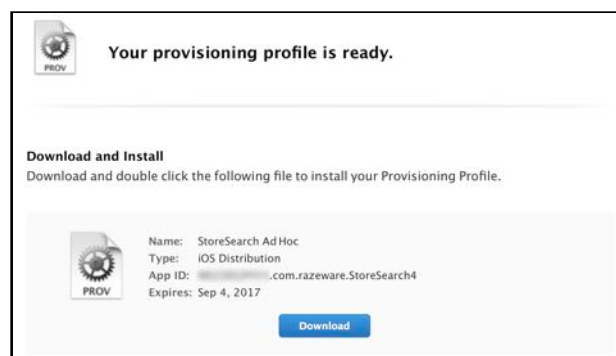 PROV
Your provisioning profile is ready.
Download and Install
Download and double click the following file to install your Provisioning Profile.
PROV
Name: StoreSearch Ad Hoc
Type: iOS Distribution
App ID: .com.razeware.StoreSearch4
Expires: Sep 4, 2017
Download